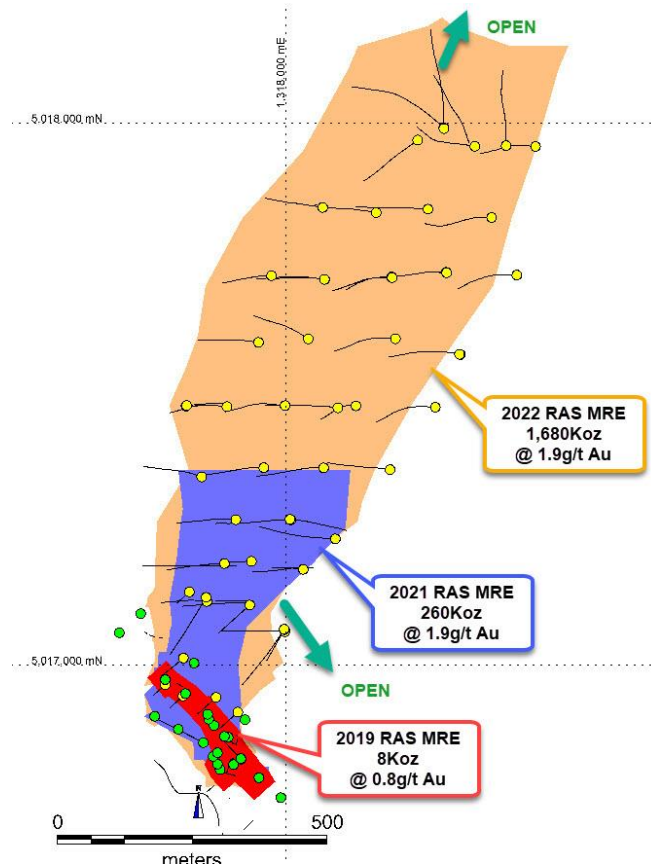 OPEN
1,318,000 mE
5,018,000 mN
2022 RAS MRE
1,680Koz
@ 1.9g/t Au
2021 RAS MRE
260Koz
@ 1.9g/t Au
5,017,000 mN
OPEN
2019 RAS MRE
8Koz
@ 0.8g/t Au
N
0
500
meters